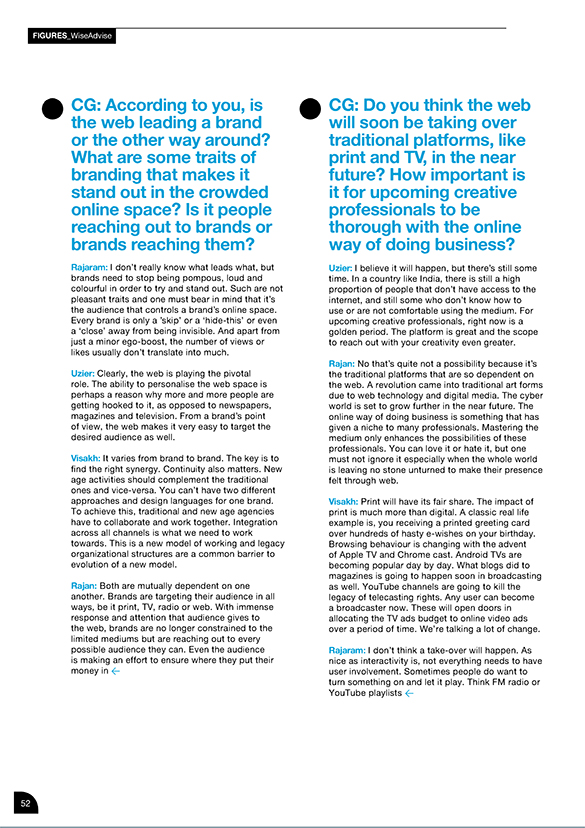 FIGURES_WiseAdvise
CG: According to you, is
the web leading a brand
or the other way around?
What are some traits of
branding that makes it
stand out in the crowded
online space? Is it people
reaching out to brands or
brands reaching them?
Rajaram: I don't really know what leads what, but
brands need to stop being pompous, loud and
colourful in order to try and stand out. Such are not
pleasant traits and one must bear in mind that it's
the audience that controls a brand's online space.
Every brand is only a 'skip' or a 'hide-this' or even
a 'close' away from being invisible. And apart from
just a minor ego-boost, the number of views or
likes usually don't translate into much.
Uzier: Clearly, the web is playing the pivotal
role. The ability to personalise the web space is
perhaps a reason why more and more people are
getting hooked to it, as opposed to newspapers,
magazines and television. From a brand's point
of view, the web makes it very easy to target the
desired audience as well.
Visakh: It varies from brand to brand. The key is to
find the right synergy. Continuity also matters. New
age activities should complement the traditional
ones and vice-versa. You can't have two different
approaches and design languages for one brand.
To achieve this, traditional and new age agencies
have to collaborate and work together. Integration
across all channels is what we need to work
towards. This is a new model of working and legacy
organizational structures are a common barrier to
evolution of a new model.
Rajan: Both are mutually dependent on one
another. Brands are targeting their audience in all
ways, be it print, TV, radio or web. With immense
response and attention that audience gives to
the web, brands are no longer constrained to the
limited mediums but are reaching out to every
possible audience they can. Even the audience
is making an effort to ensure where they put their
money in ←
CG: Do you think the web
will soon be taking over
traditional platforms, like
print and TV, in the near
future? How important is
it for upcoming creative
professionals to be
thorough with the online
way of doing business?
Uzier: I believe it will happen, but there's still some
time. In a country like India, there is still a high
proportion of people that don't have access to the
internet, and still some who don't know how to
use or are not comfortable using the medium. For
upcoming creative professionals, right now is a
golden period. The platform is great and the scope
to reach out with your creativity even greater.
Rajan: No that's quite not a possibility because it's
the traditional platforms that are so dependent on
the web. A revolution came into traditional art forms
due to web technology and digital media. The cyber
world is set to grow further in the near future. The
online way of doing business is something that has
given a niche to many professionals. Mastering the
medium only enhances the possibilities of these
professionals. You can love it or hate it, but one
must not ignore it especially when the whole world
is leaving no stone unturned to make their presence
felt through web.
Visakh: Print will have its fair share. The impact of
print is much more than digital. A classic real life
example is, you receiving a printed greeting card
over hundreds of hasty e-wishes on your birthday.
Browsing behaviour is changing with the advent
of Apple TV and Chrome cast. Android TVs are
becoming popular day by day. What blogs did to
magazines is going to happen soon in broadcasting
as well. YouTube channels are going to kill the
legacy of telecasting rights. Any user can become
a broadcaster now. These will open doors in
allocating the TV ads budget to online video ads
over a period of time. We're talking a lot of change.
Rajaram: I don't think a take-over will happen. As
nice as interactivity is, not everything needs to have
user involvement. Sometimes people do want to
turn something on and let it play. Think FM radio or
YouTube playlists ←
52